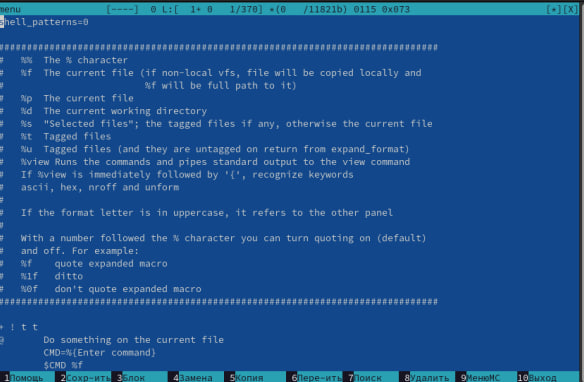 menu [----] 0 L:[ 1+ 0 1/370] *(0 /11821b) 0115 0x073 [*][X]
shell_patterns=0
################################################################################
# %% The % character
# %f The current file (if non-local vfs, file will be copied locally and
# %f will be full path to it)
# %p The current file
# %d The current working directory
# %s "Selected files"; the tagged files if any, otherwise the current file
# %t Tagged files
# %u Tagged files (and they are untagged on return from expand_format)
# %view Runs the commands and pipes standard output to the view command
# If %view is immediately followed by '{', recognize keywords
# ascii, hex, nroff and unform
#
# If the format letter is in uppercase, it refers to the other panel
#
# With a number followed the % character you can turn quoting on (default)
# and off. For example:
# %f quote expanded macro
# %1f ditto
# %0f don't quote expanded macro
################################################################################
+ ! t t
@ Do something on the current file
CMD=%{Enter command}
$CMD %f
1Помощь 2Сохр~ить 3Блок 4Замена 5Копия 6Пере~ить 7Поиск 8Удалить 9МенюMC 10Выход